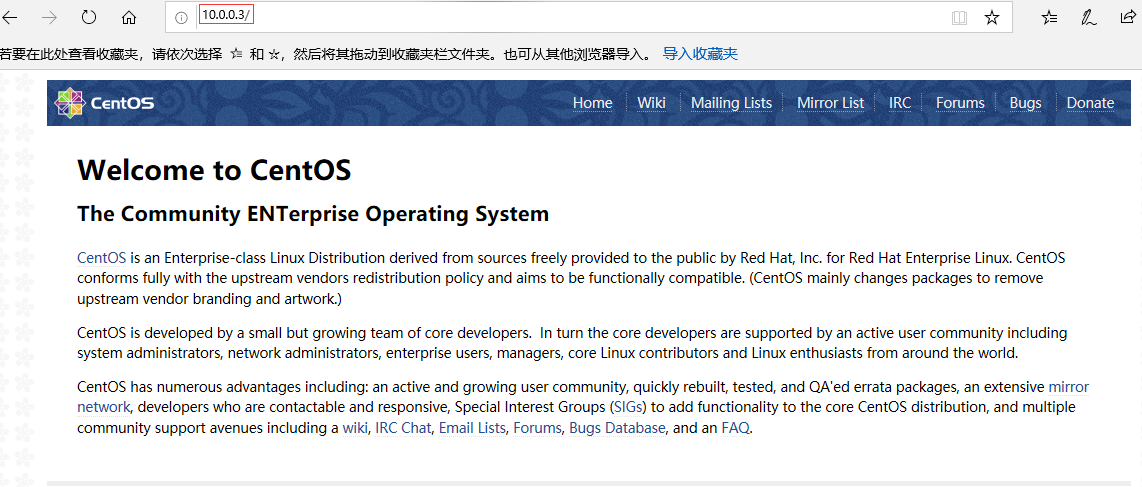 10.0.0.3/
若要在此处查看收藏夹，请依次选择 和 ，然后将其拖动到收藏夹栏文件夹。也可从其他浏览器导入。 导入收藏夹
CentOS Home Wiki Mailing Lists Mirror List IRC Forums Bugs Donate
Welcome to CentOS
The Community ENTerprise Operating System
CentOS is an Enterprise-class Linux Distribution derived from sources freely provided to the public by Red Hat, Inc. for Red Hat Enterprise Linux. CentOS
conforms fully with the upstream vendors redistribution policy and aims to be functionally compatible. (CentOS mainly changes packages to remove
upstream vendor branding and artwork.)
CentOS is developed by a small but growing team of core developers.  In turn the core developers are supported by an active user community including
system administrators, network administrators, enterprise users, managers, core Linux contributors and Linux enthusiasts from around the world.
CentOS has numerous advantages including: an active and growing user community, quickly rebuilt, tested, and QA'ed errata packages, an extensive mirror
network, developers who are contactable and responsive, Special Interest Groups (SIGs) to add functionality to the core CentOS distribution, and multiple
community support avenues including a wiki, IRC Chat, Email Lists, Forums, Bugs Database, and an FAQ.